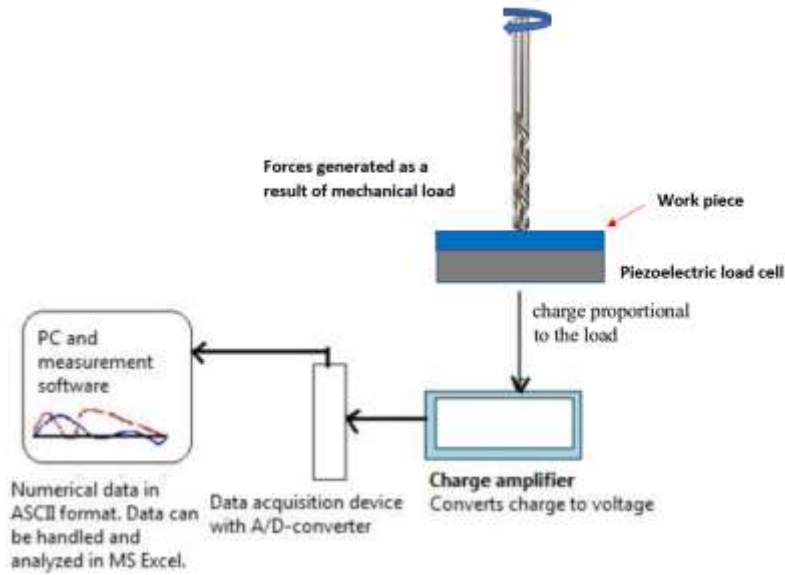 Forces generated as a
result of mechanical load
Work piece
Piezoelectric load cell
charge proportional
to the load
PC and
measurement
software
Charge amplifier
Converts charge to voltage
Data acquisition device
with A/D-converter
Numerical data in
ASCII format. Data can
be handled and
analyzed in MS Excel.